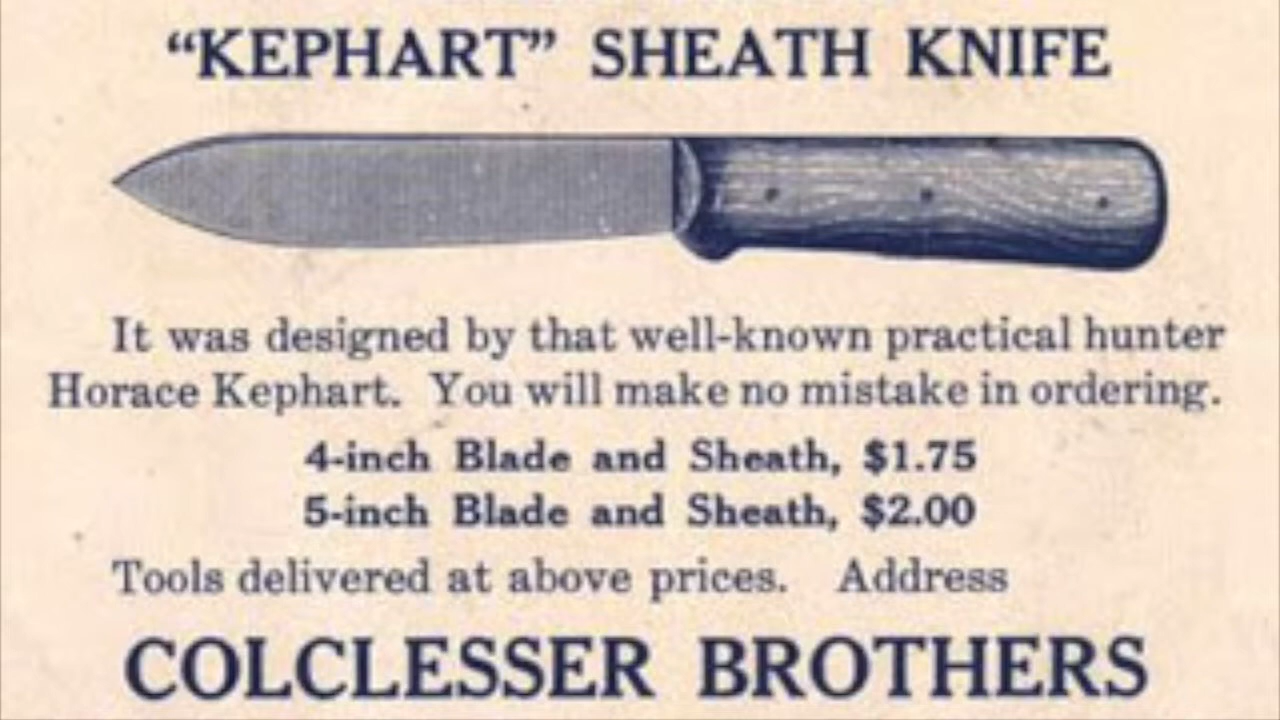 “KEPHART” SHEATH KNIFE
It was designed by that well-known practical hunter
Horace Kephart. You will make no mistake in ordering.
4-inch Blade and Sheath, $1.75
5-inch Blade and Sheath, $2.00
Tools delivered at above prices. Address
COLCLESSER BROTHERS